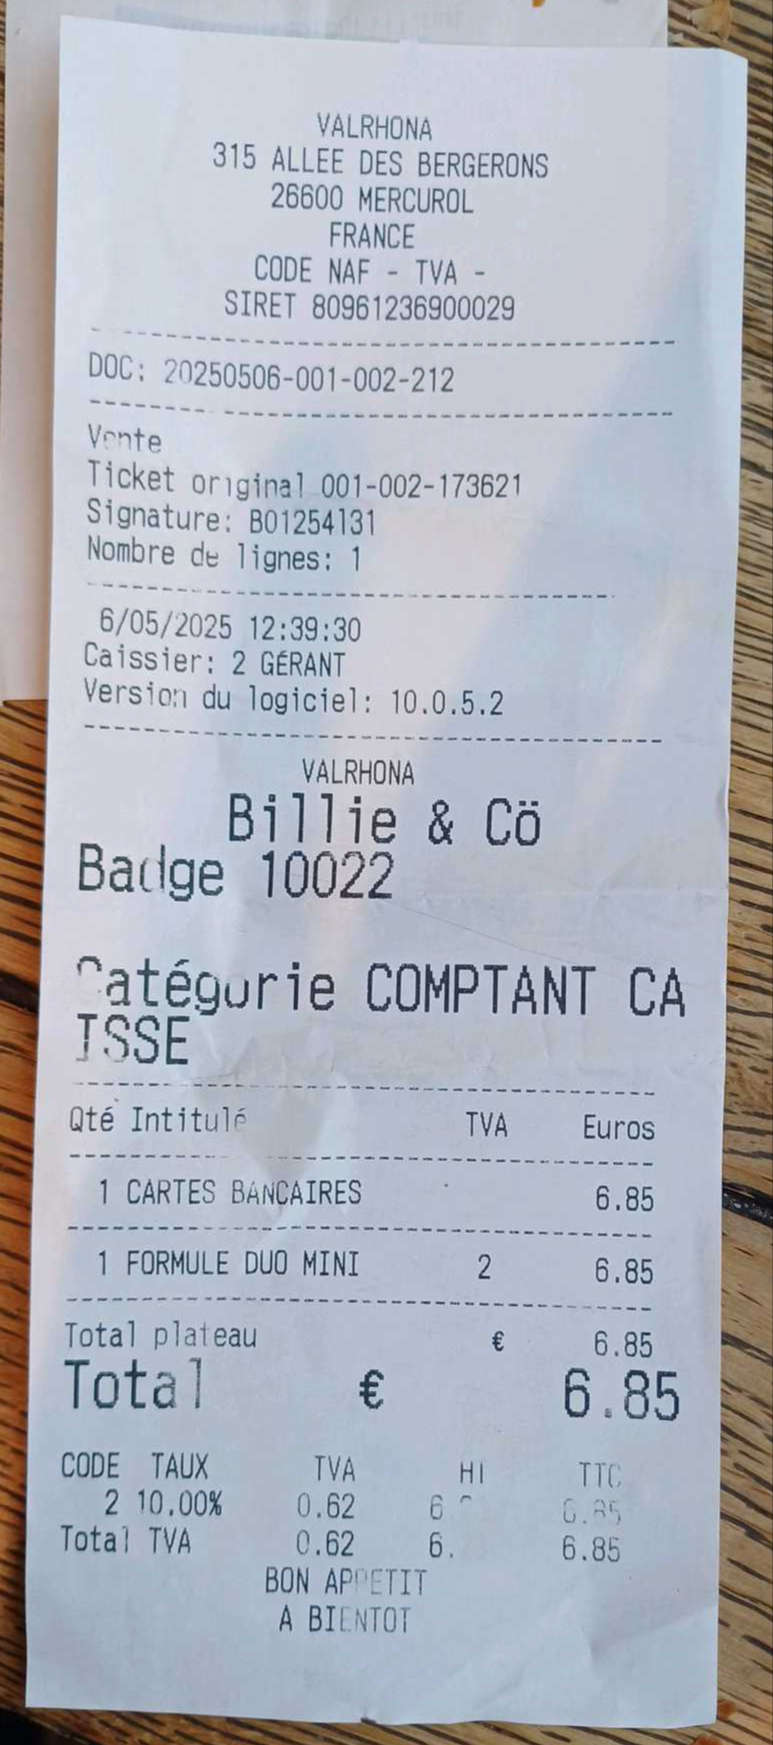 VALRHONA
315 ALLEE DES BERGERONS
26600 MERCUROL
FRANCE
CODE NAF - TVA -
SIRET 80961236900029
DOC: 20250506-001-002-212
Vente
Ticket original 001-002-173621
Signature: B01254131
Nombre de lignes: 1
6/05/2025 12:39:30
Caissier: 2 GÉRANT
Version du logiciel: 10.0.5.2
VALRHONA
Billie & Cö
Badge 10022
Catégorie COMPTANT CA
ISSE
Qté Intitulé TVA Euros
1 CARTES BANCAIRES 6.85
1 FORMULE DUO MINI 2 6.85
Total plateau € 6.85
Total € 6.85
CODE TAUX TVA HT TTC
2 10.00% 0.62 6.85
Total TVA 0.62 6.85
BON APPETIT
A BIENTOT